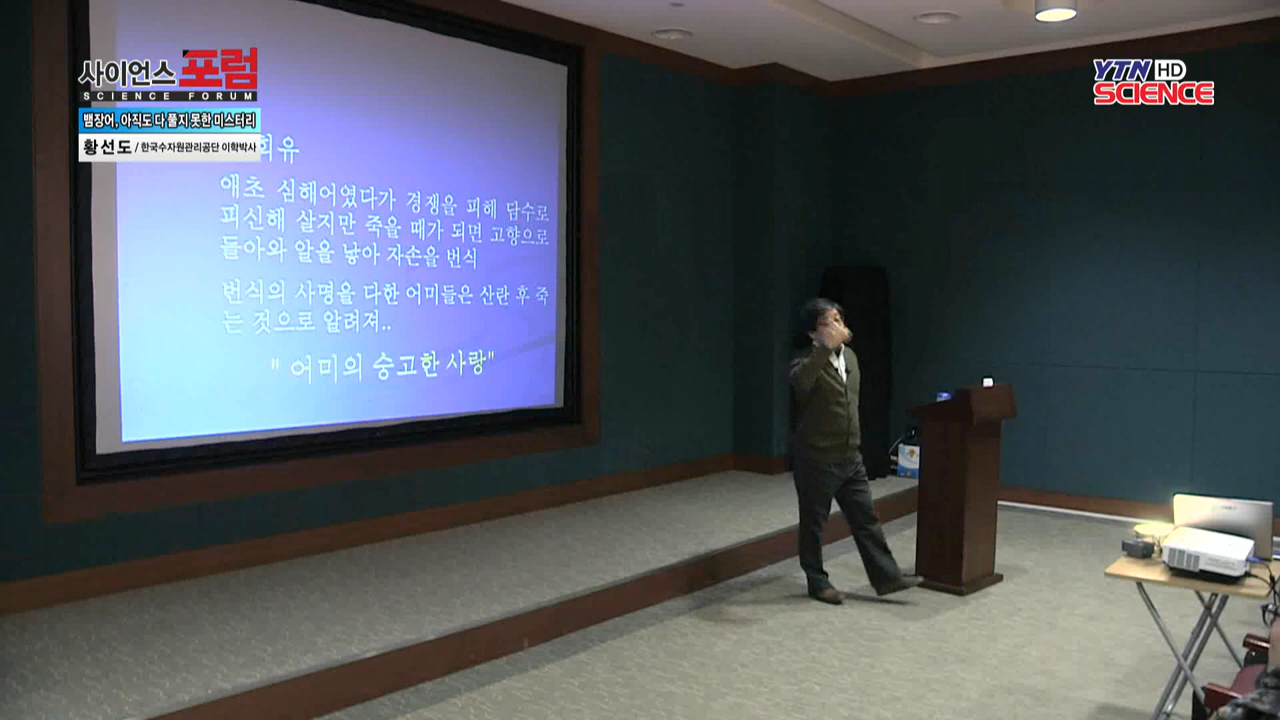 사이언스 포럼
SCIENCE FORUM
뱀장어, 아직도 다 풀지 못한 미스터리
황선도 / 한국수자원관리공단 이학박사
YTN HD
SCIENCE
회유
애초 심해어였다가 경쟁을 피해 담수로
피신해 살지만 죽을 때가 되면 고향으로
돌아와 알을 낳아 자손을 번식
번식의 사명을 다한 어미들은 산란 후 죽
는 것으로 알려져..
" 어미의 숭고한 사랑"